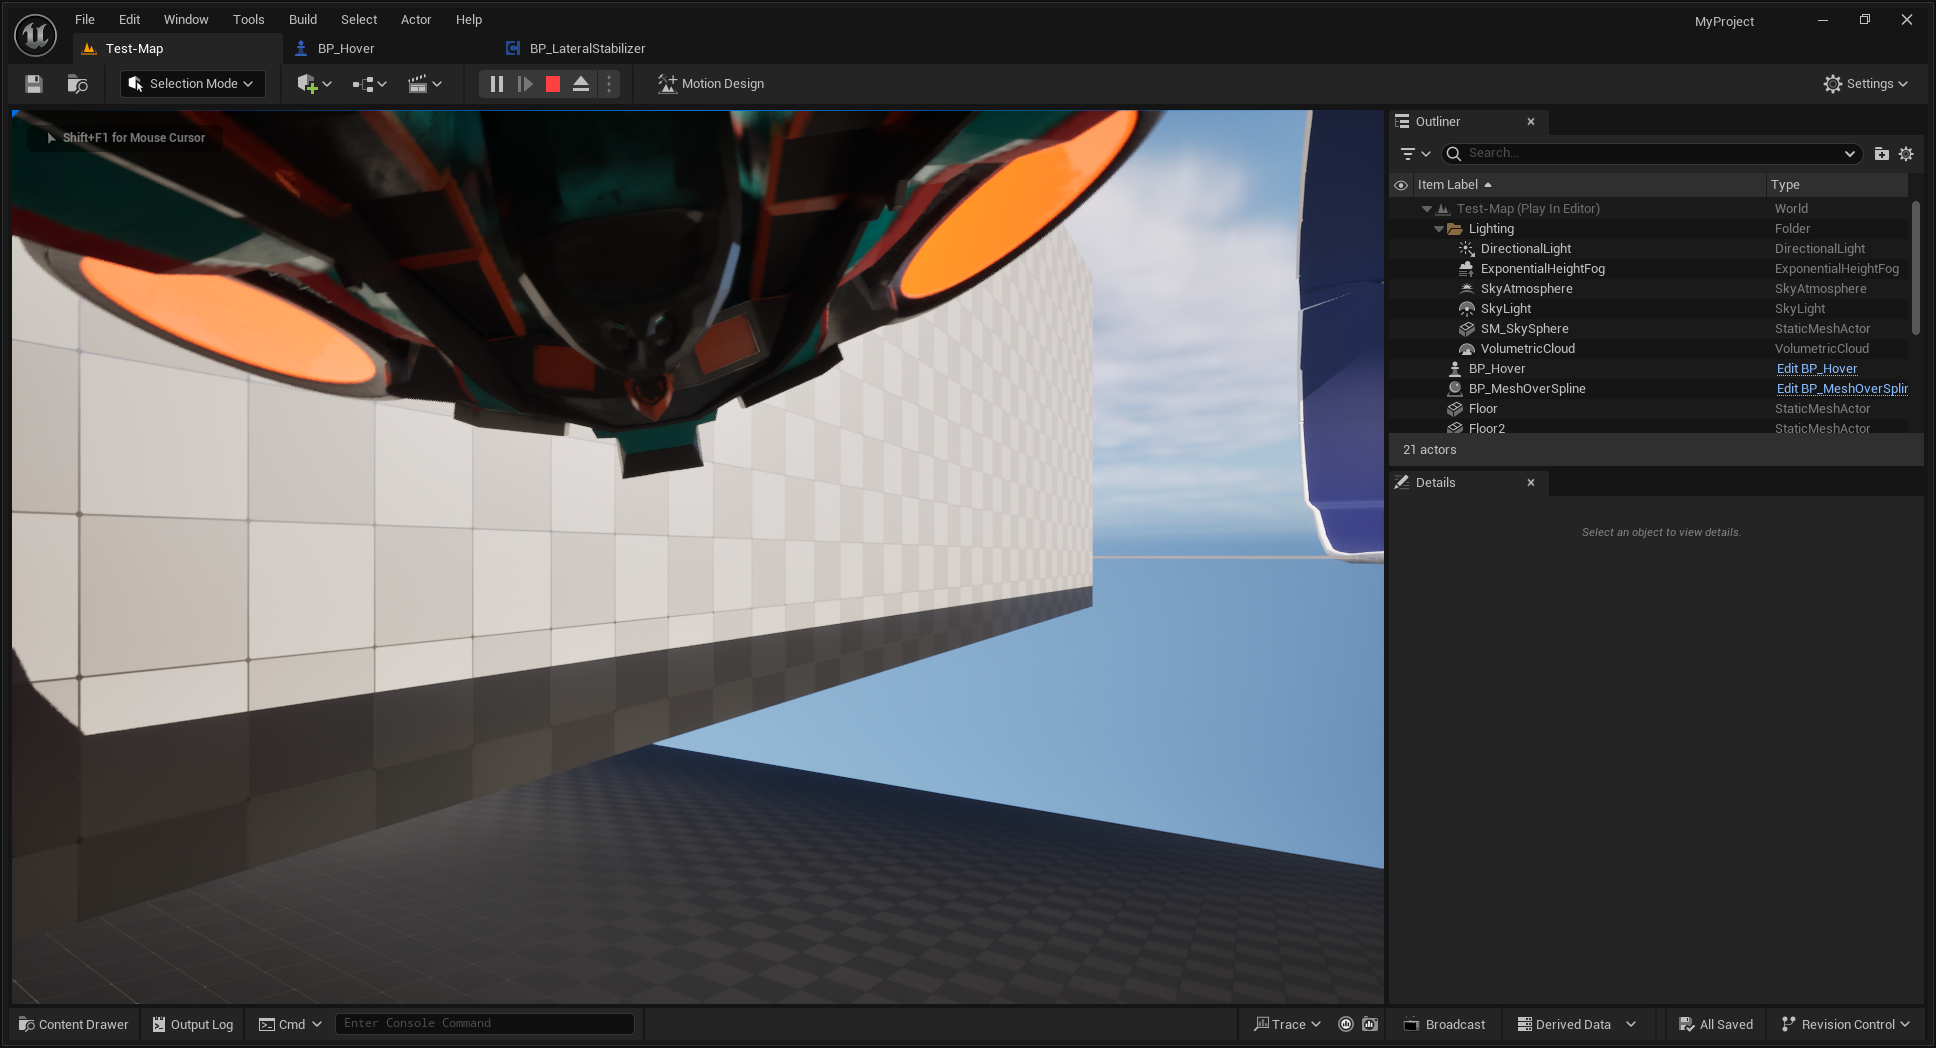 File Edit Window Tools Build Select Actor Help
MyProject
Test-Map
BP_Hover
BP_LateralStabilizer
Selection Mode
Motion Design
Settings
Shift+F1 for Mouse Cursor
Outliner
Search...
Item Label
Type
Test-Map (Play In Editor)
World
Lighting
Folder
DirectionalLight
DirectionalLight
ExponentialHeightFog
ExponentialHeightFog
SkyAtmosphere
SkyAtmosphere
SkyLight
SkyLight
SM_SkySphere
StaticMeshActor
VolumetricCloud
VolumetricCloud
BP_Hover
Edit BP_Hover
BP_MeshOverSpline
Edit BP_MeshOverSplin
Floor
StaticMeshActor
Floor2
StaticMeshActor
21 actors
Details
Select an object to view details.
Content Drawer
Output Log
Cmd
Enter Console Command
Trace
Broadcast
Derived Data
All Saved
Revision Control